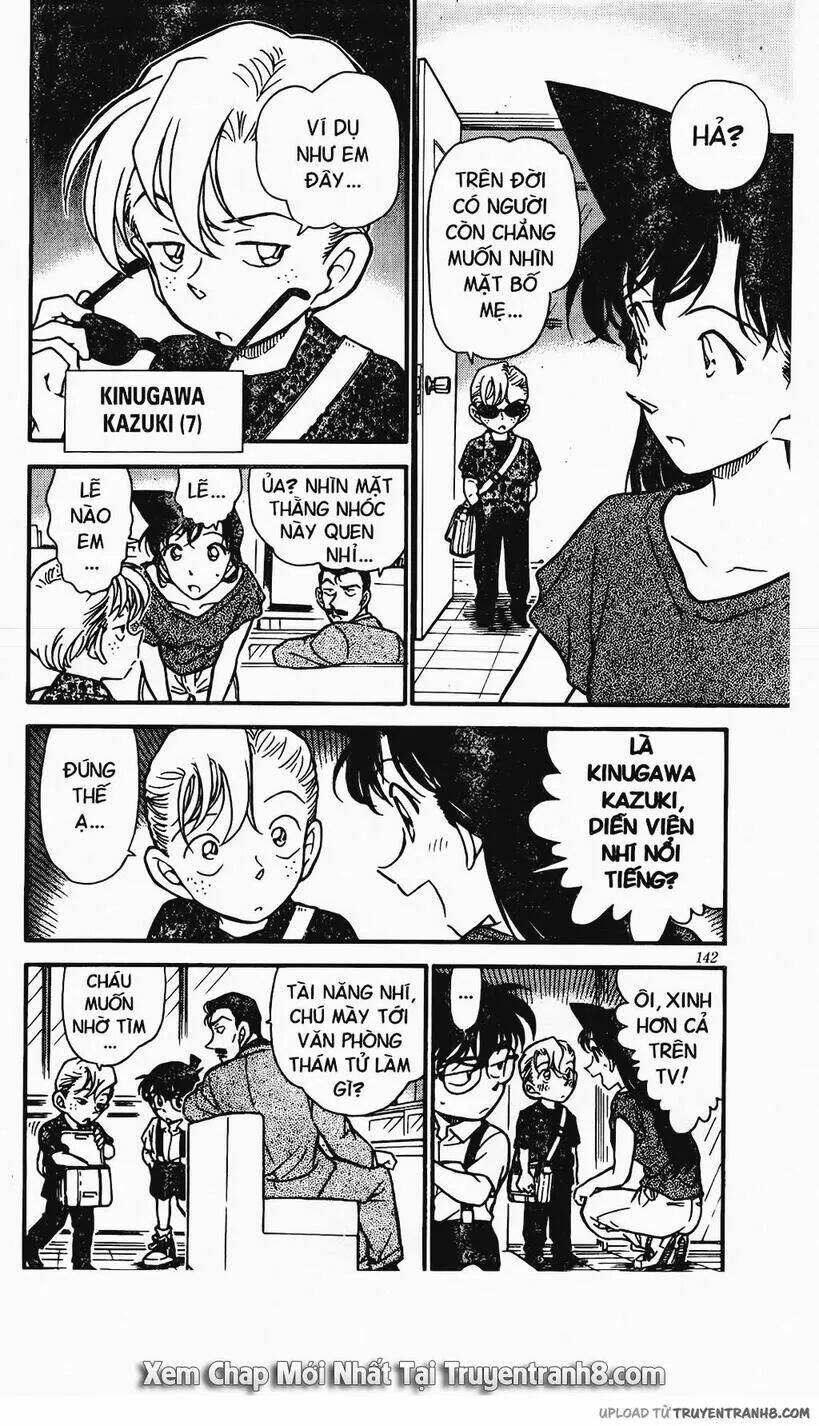 HẢ?
TRÊN ĐỜI
CÓ NGƯỜI
CÒN CHẲNG
MUỐN NHÌN
MẶT BỐ
MẸ...
VÍ DỤ
NHƯ EM
ĐÂY...
KINUGAWA
KAZUKI (7)
ỦA? NHÌN MẶT
THẰNG NHÓC
NÀY QUEN
NHỈ...
LẼ...
LẼ
NÀO
EM
...
LÀ
KINUGAWA
KAZUKI,
DIẾN VIÊN
NHÍ NỔI
TIẾNG?
ĐÚNG
THẾ
Ạ...
142
ÔI, XINH
HƠN CẢ
TRÊN
TV!
...
TÀI NĂNG NHÍ,
CHÚ MÀY TỚI
VĂN PHÒNG
THÁM TỬ LÀM
GÌ?
CHÁU
MUỐN
NHỜ TÌM
...
Xem Chap Mới Nhất Tại Truyentranh8.com
UPLOAD TỪ TRUYENTRANH8.COM